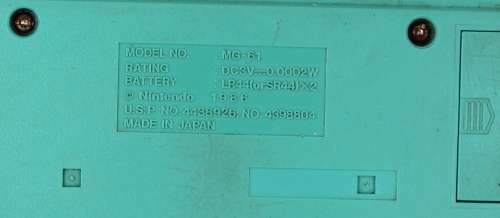 MODEL NO. : MG-61
RATING : DC3V⎓0.0002W
BATTERY : LR44(or SR44)×2
© Nintendo 1988
U.S.P. NO. 4438926. NO. 4398804.
MADE IN JAPAN